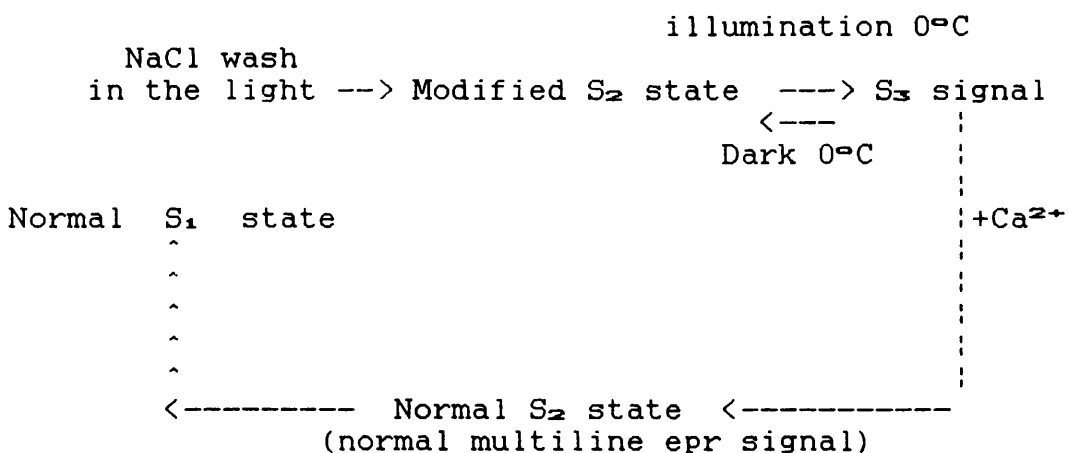 illumination 0°C
NaCl wash
in the light --> Modified S₂ state ---> S₃ signal
<---
Dark 0°C
Normal S₁ state
+Ca²⁺
<--------- Normal S₂ state <-----------
(normal multiline epr signal)